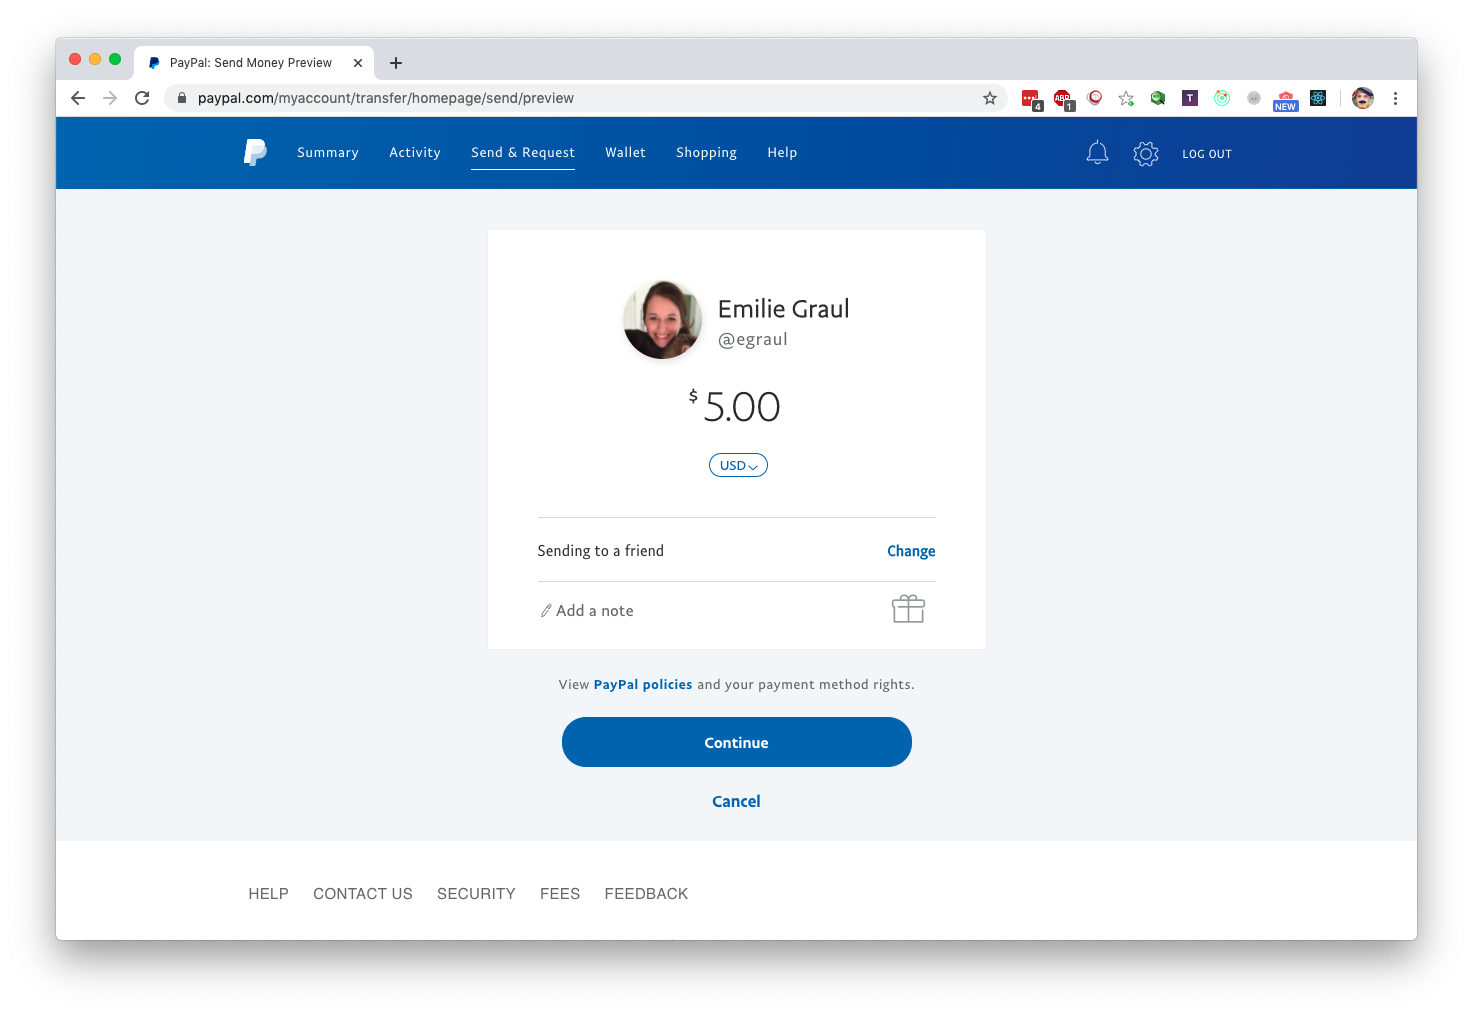 PayPal: Send Money Preview
paypal.com/myaccount/transfer/homepage/send/preview
4
ABP
1
T
NEW
Summary Activity Send & Request Wallet Shopping Help LOG OUT
Emilie Graul
@egraul
$5.00
USD
Sending to a friend Change
Add a note
View PayPal policies and your payment method rights.
Continue
Cancel
HELP CONTACT US SECURITY FEES FEEDBACK